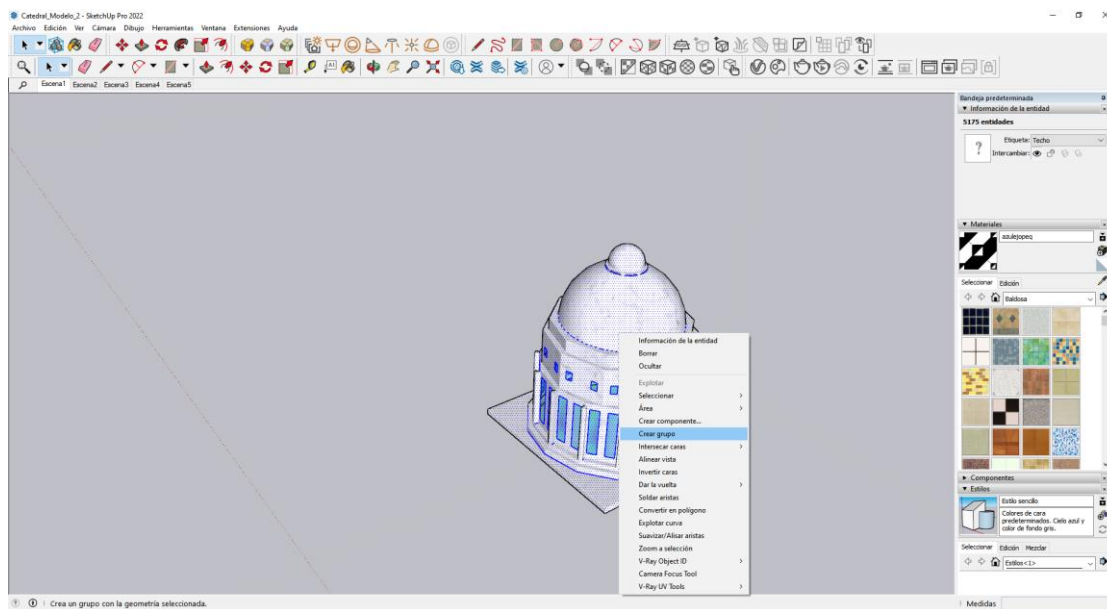 Catedral_Modelo_2 - SketchUp Pro 2022
Archivo Edición Ver Cámara Dibujo Herramientas Ventana Extensiones Ayuda
Escena1 Escena2 Escena3 Escena4 Escena5
Bandeja predeterminada
Información de la entidad
5175 entidades
Etiqueta: Techo
Intercambiar:
Materiales
azulejopeq
Seleccionar Edición
Baldosa
Información de la entidad
Borrar
Ocultar
Explotar
Seleccionar
Área
Crear componente...
Crear grupo
Intersecar caras
Alinear vista
Invertir caras
Dar la vuelta
Soldar aristas
Convertir en polígono
Explotar curva
Suavizar/Alisar aristas
Zoom a selección
V-Ray Object ID
Camera Focus Tool
V-Ray UV Tools
Componentes
Estilos
Estilo sencillo
Colores de cara
predeterminados. Cielo azul y
color de fondo gris.
Seleccionar Edición Mezclar
Estilos<1>
Crea un grupo con la geometría seleccionada.
Medidas